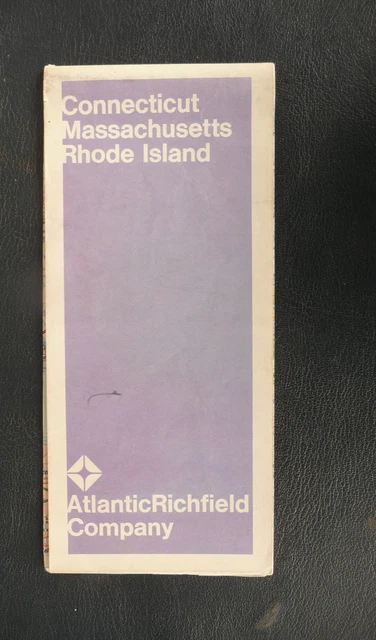 Connecticut
Massachusetts
Rhode Island
AtlanticRichfield
Company